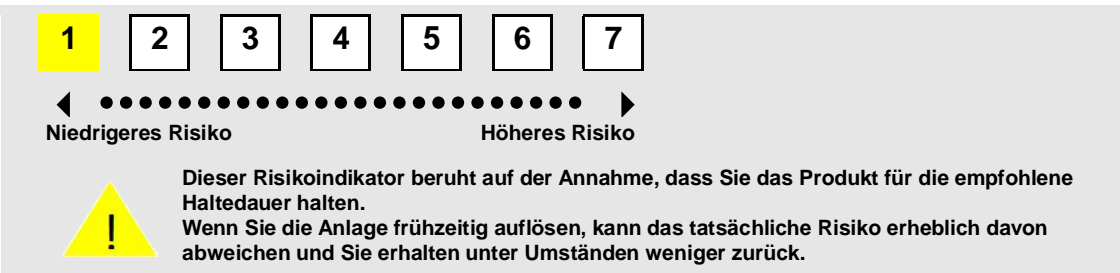 1 2 3 4 5 6 7
Niedrigeres Risiko Höheres Risiko
Dieser Risikoindikator beruht auf der Annahme, dass Sie das Produkt für die empfohlene
Haltedauer halten.
Wenn Sie die Anlage frühzeitig auflösen, kann das tatsächliche Risiko erheblich davon
abweichen und Sie erhalten unter Umständen weniger zurück.
!